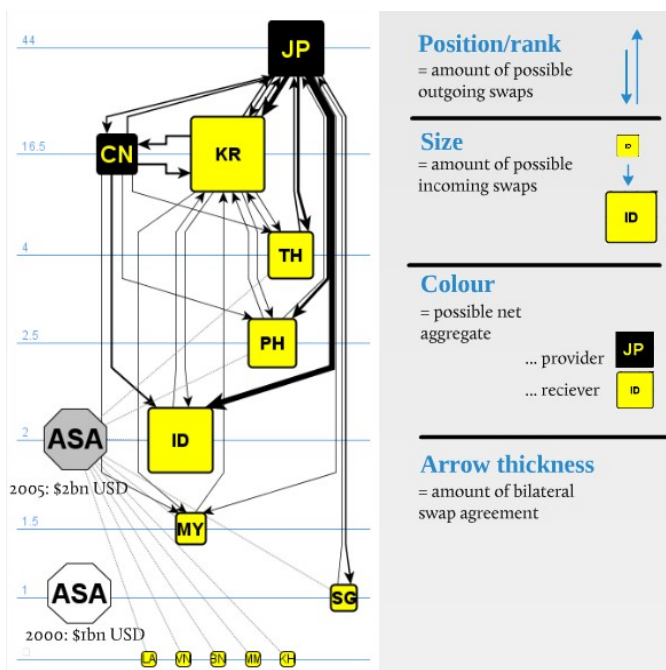 44
JP
16.5
CN
KR
4
TH
2.5
PH
2
ASA
ID
2005: $2bn USD
1.5
MY
1
ASA
SG
2000: $1bn USD
LA
VN
BN
MM
KH
Position/rank
= amount of possible
outgoing swaps
Size
= amount of possible
incoming swaps
ID
ID
Colour
= possible net
aggregate
... provider
JP
... reciever
ID
Arrow thickness
= amount of bilateral
swap agreement